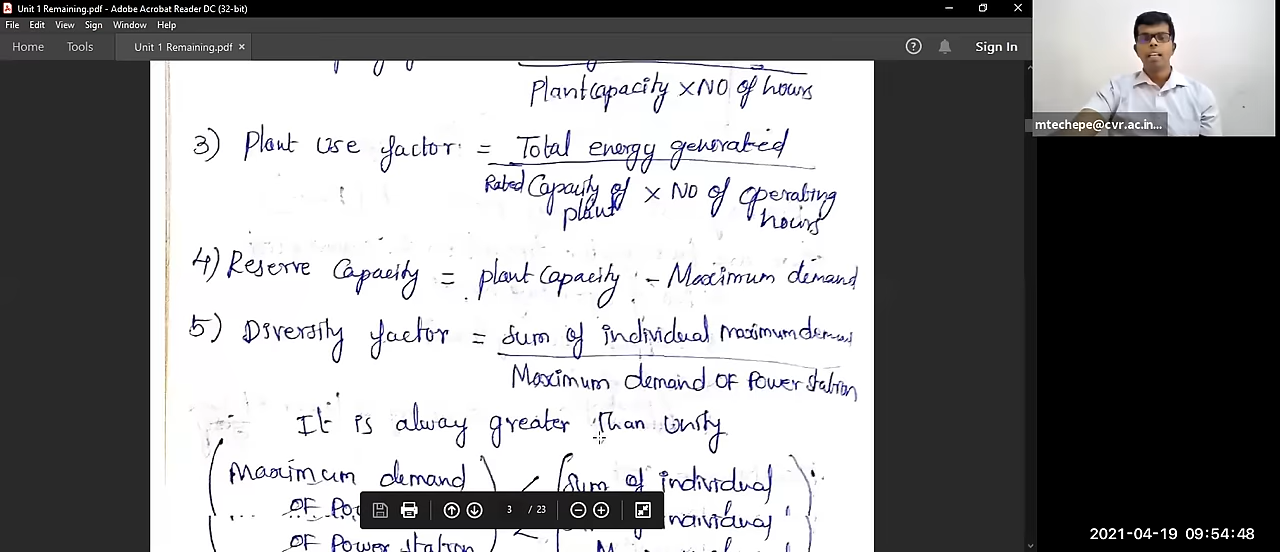 Unit 1 Remaining.pdf - Adobe Acrobat Reader DC (32-bit)
File Edit View Sign Window Help
Home Tools Unit 1 Remaining.pdf × Sign In
Plant Capacity × NO of hours
3) Plant Use factor = Total energy generated
Rated Capacity of plant × NO of operating hours
4) Reserve Capacity = plant capacity - Maximum demand
5) Diversity factor = Sum of individual maximum demand
Maximum demand OF Power Station
It is alway greater Than Unity
Maximum demand < Sum of individual
OF
3 / 23
OF Power station
mtechepe@cvr.ac.in...
2021-04-19 09:54:48